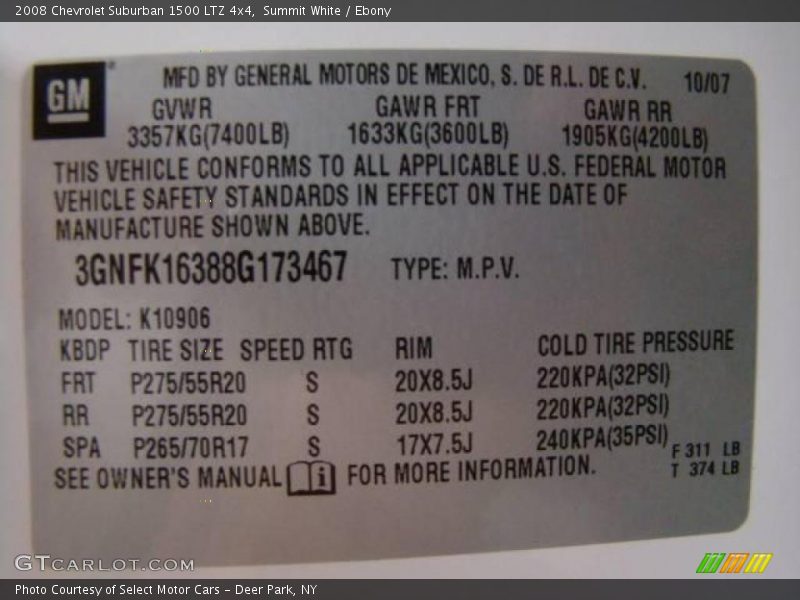 2008 Chevrolet Suburban 1500 LTZ 4x4, Summit White / Ebony
GM
MFD BY GENERAL MOTORS DE MEXICO, S. DE R.L. DE C.V. 10/07
GVWR GAWR FRT GAWR RR
3357KG(7400LB) 1633KG(3600LB) 1905KG(4200LB)
THIS VEHICLE CONFORMS TO ALL APPLICABLE U.S. FEDERAL MOTOR
VEHICLE SAFETY STANDARDS IN EFFECT ON THE DATE OF
MANUFACTURE SHOWN ABOVE.
3GNFK16388G173467 TYPE: M.P.V.
MODEL: K10906
KBDP TIRE SIZE SPEED RTG RIM COLD TIRE PRESSURE
FRT P275/55R20 S 20X8.5J 220KPA(32PSI)
RR P275/55R20 S 20X8.5J 220KPA(32PSI)
SPA P265/70R17 S 17X7.5J 240KPA(35PSI) F 311 LB
SEE OWNER'S MANUAL i FOR MORE INFORMATION. T 374 LB
GTCARLOT.COM
Photo Courtesy of Select Motor Cars - Deer Park, NY